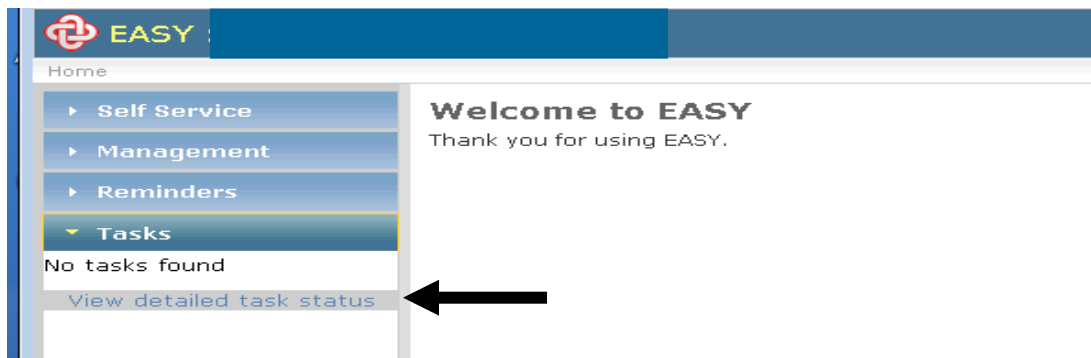 EASY :
Home
Self Service
Management
Reminders
Tasks
No tasks found
View detailed task status
Welcome to EASY
Thank you for using EASY.